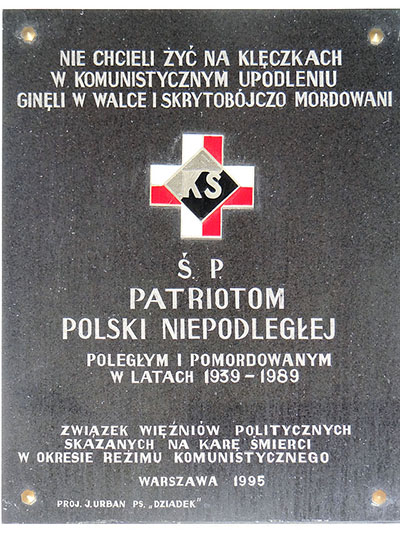 NIE CHCIELI ŻYĆ NA KLĘCZKACH
W KOMUNISTYCZNYM UPODLENIU
GINĘLI W WALCE I SKRYTOBÓJCZO MORDOWANI
KS
Ś. P.
PATRIOTOM
POLSKI NIEPODLEGŁEJ
POLEGŁYM I POMORDOWANYM
W LATACH 1939-1989
ZWIĄZEK WIĘŹNIÓW POLITYCZNYCH
SKAZANYCH NA KARĘ ŚMIERCI
W OKRESIE REŻIMU KOMUNISTYCZNEGO
WARSZAWA 1995
PROJ. J. URBAN PS. „DZIADEK"